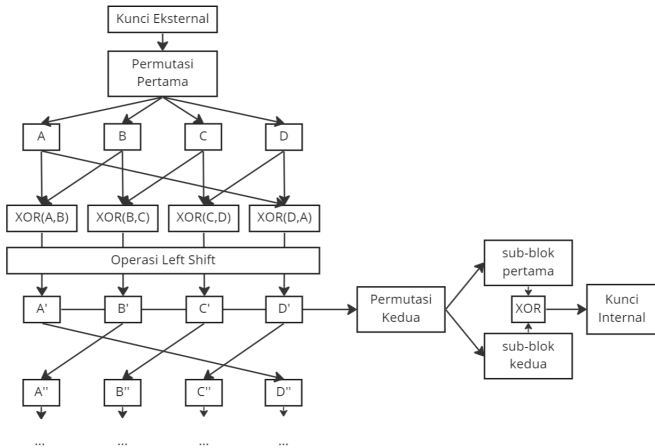 Kunci Eksternal
Permutasi
Pertama
A
B
C
D
XOR(A,B)
XOR(B,C)
XOR(C,D)
XOR(D,A)
Operasi Left Shift
A'
B'
C'
D'
Permutasi
Kedua
sub-blok
pertama
XOR
sub-blok
kedua
Kunci
Internal
A''
B''
C''
D''
...
...
...
...